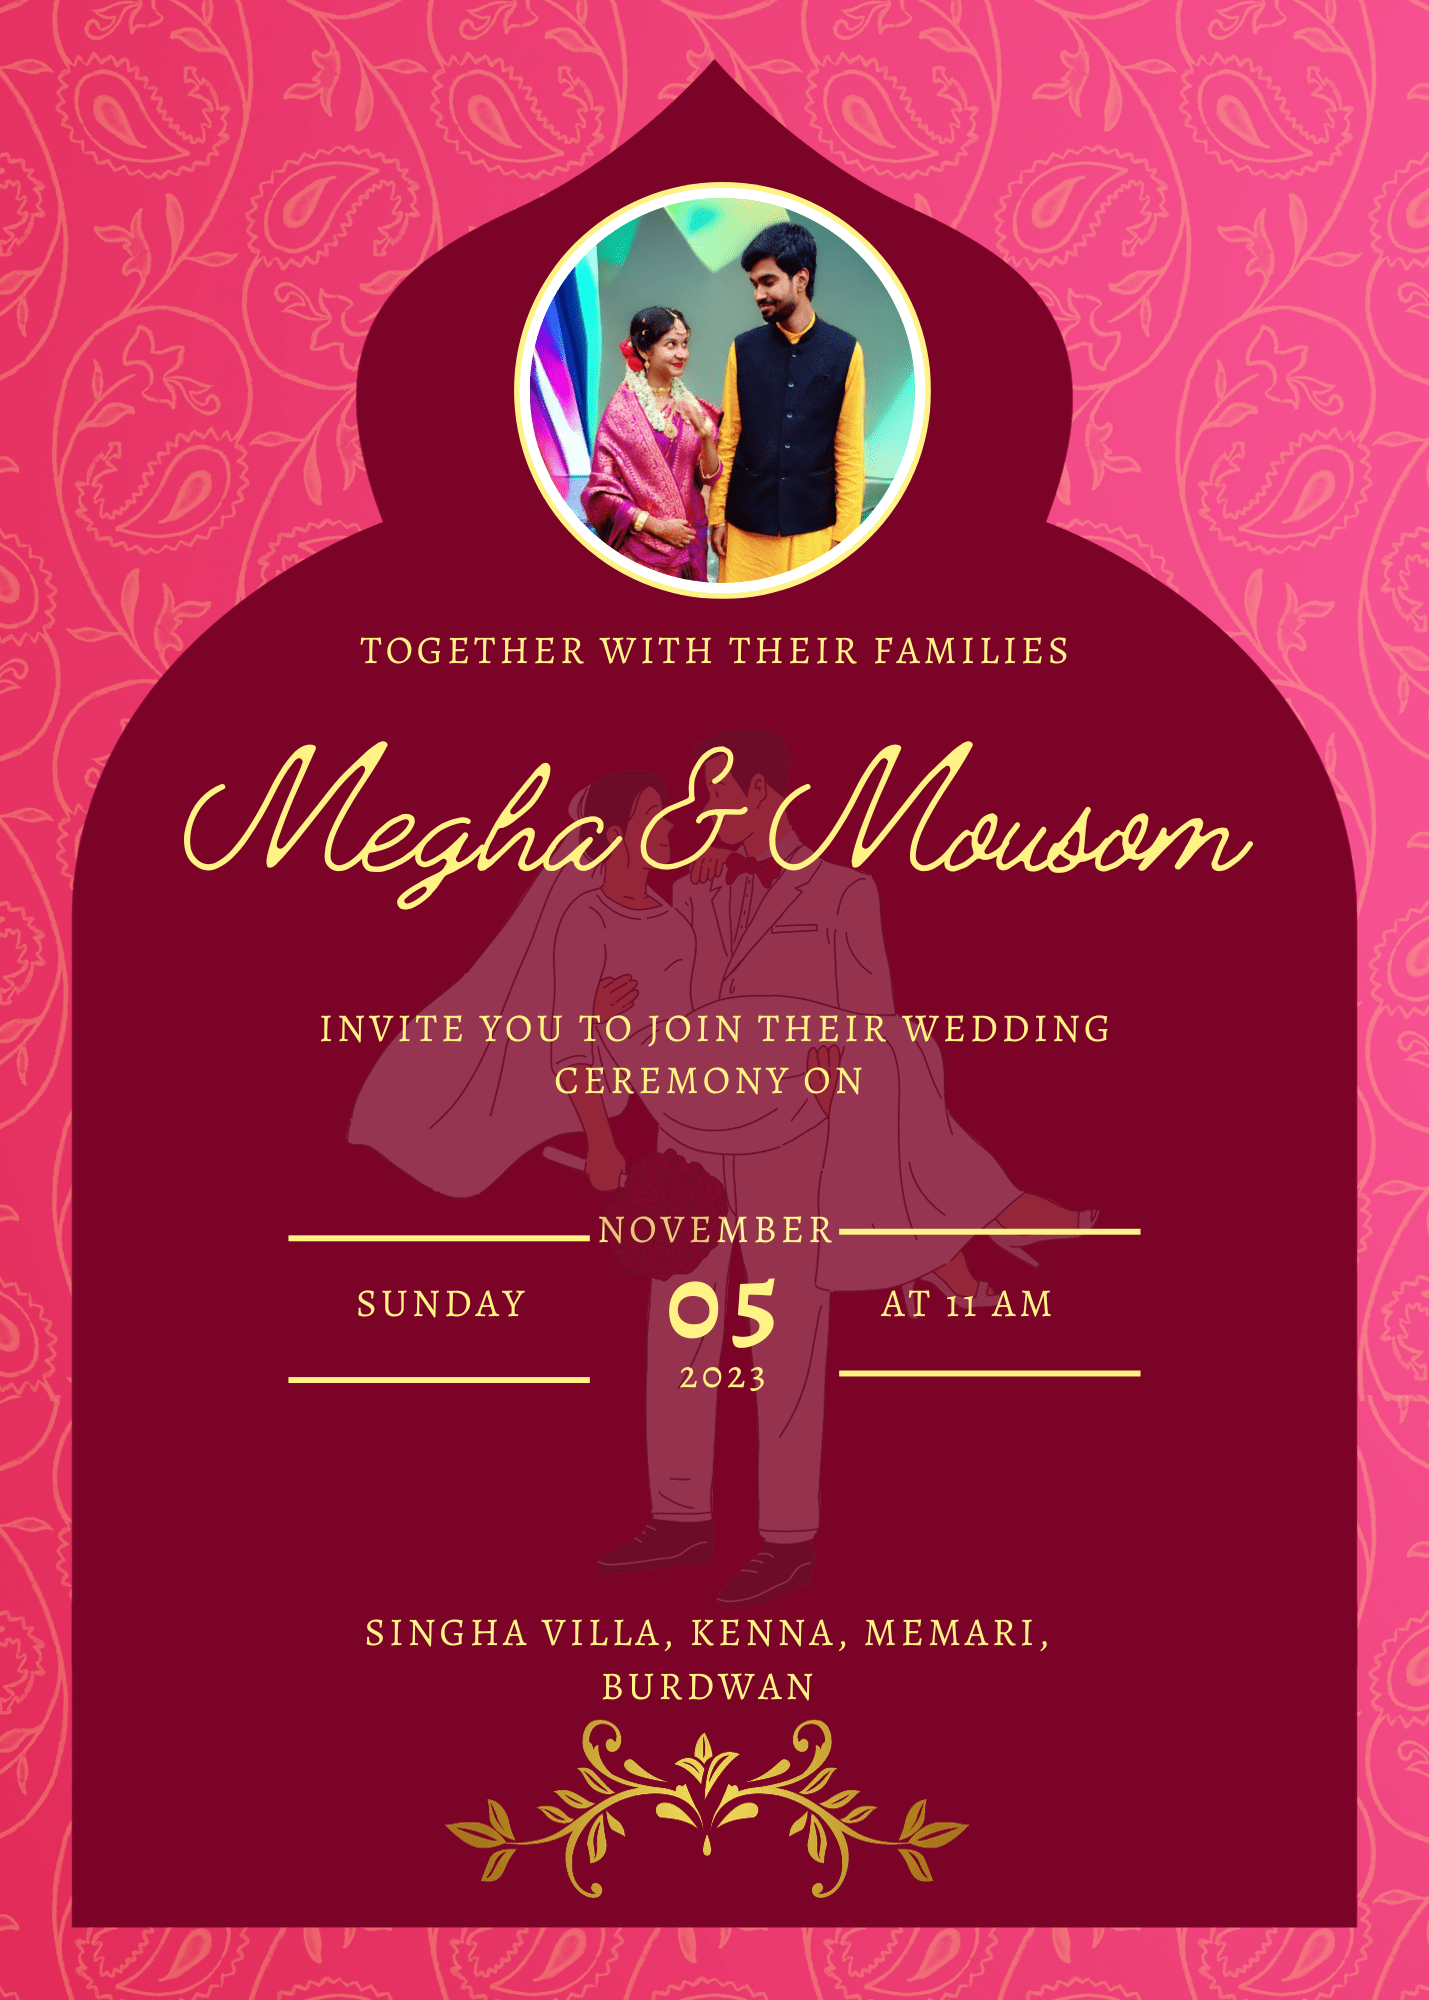 TOGETHER WITH THEIR FAMILIES
Megha & Mousom
INVITE YOU TO JOIN THEIR WEDDING
CEREMONY ON
NOVEMBER
SUNDAY
05
AT 11 AM
2023
SINGHA VILLA, KENNA, MEMARI,
BURDWAN